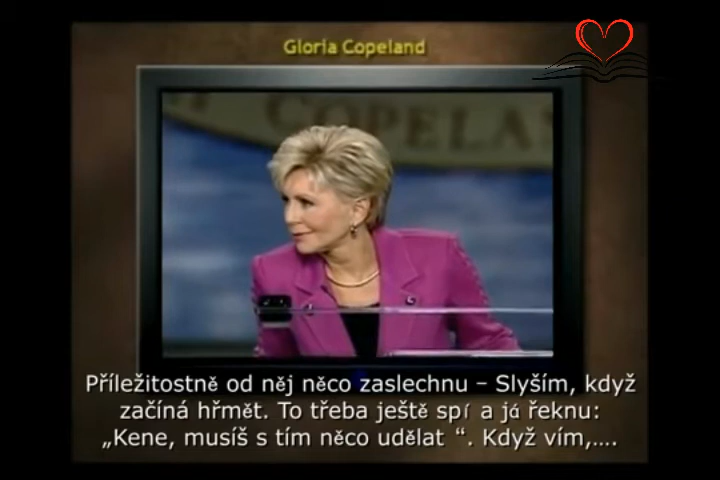 Gloria Copeland
COPELAN
Příležitostně od něj něco zaslechnu – Slyším, když
začíná hřmět. To třeba ještě spí a já řeknu:
„Kene, musíš s tím něco udělat “. Když vím,....